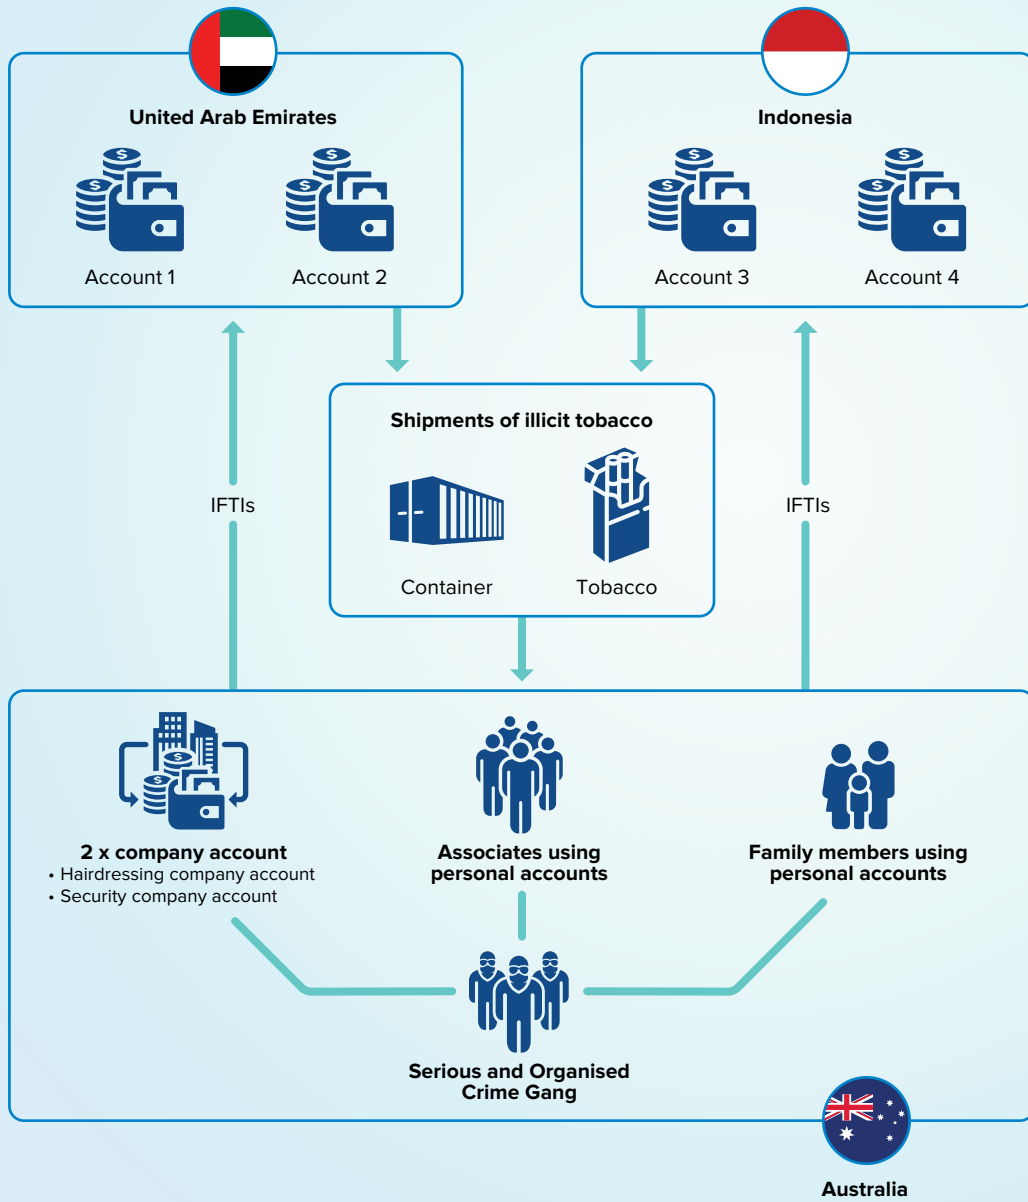 United Arab Emirates
Indonesia
Account 1
Account 2
Account 3
Account 4
Shipments of illicit tobacco
IFTIs
IFTIs
Container
Tobacco
2 x company account
• Hairdressing company account
• Security company account
Associates using
personal accounts
Family members using
personal accounts
Serious and Organised
Crime Gang
Australia